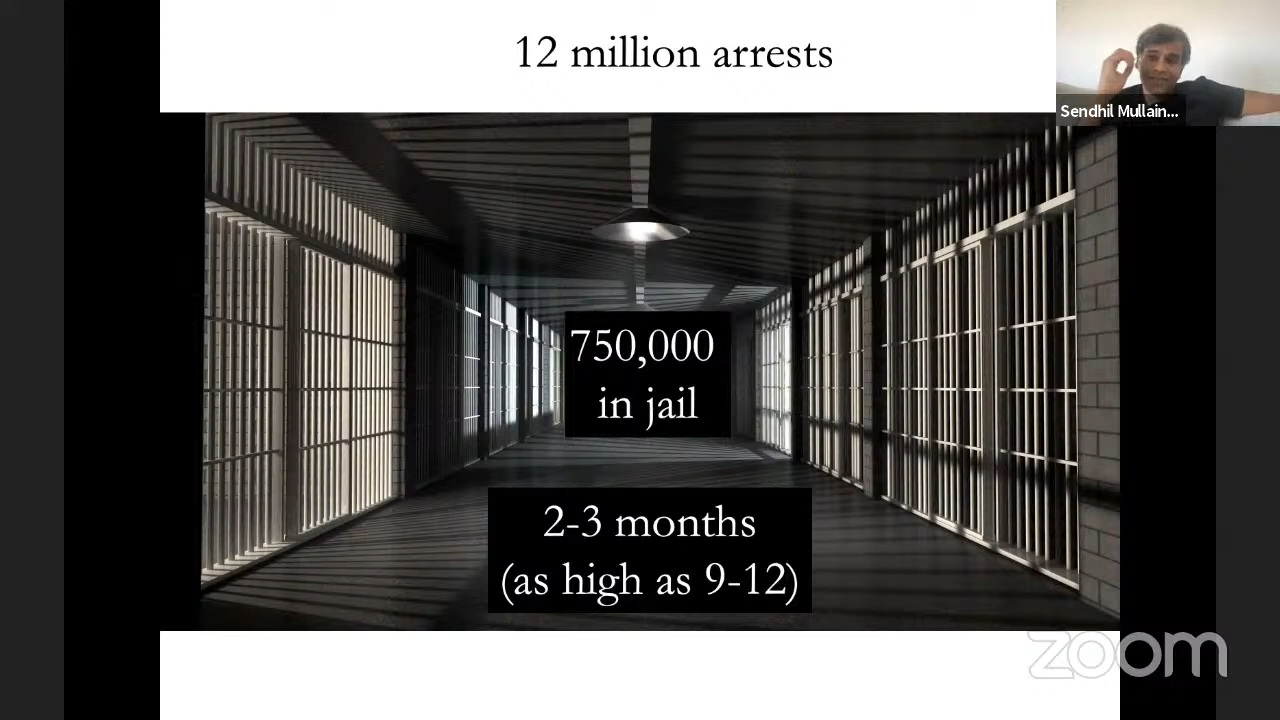 12 million arrests
Sendhil Mullain...
750,000
in jail
2-3 months
(as high as 9-12)
zoom